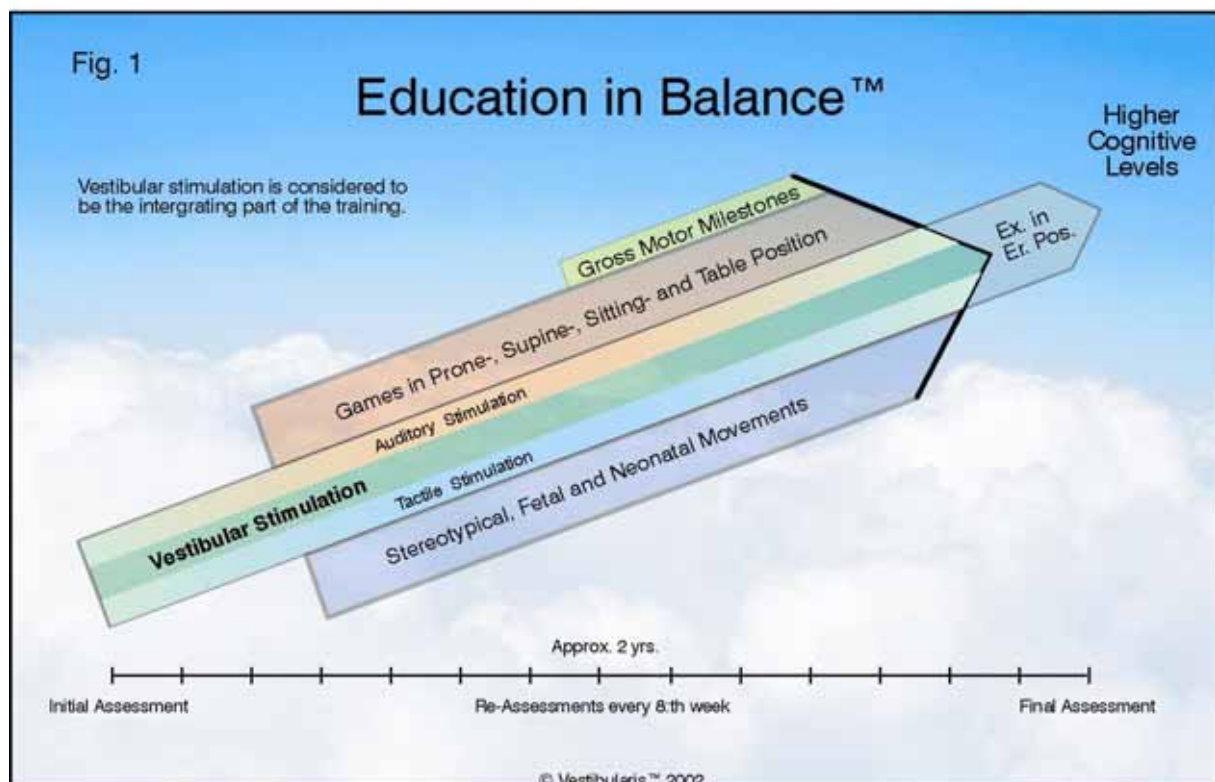 Fig. 1
Education in Balance™
Higher
Cognitive
Levels
Vestibular stimulation is considered to
be the intergrating part of the training.
Gross Motor Milestones
Ex. in
Er. Pos.
Games in Prone-, Supine-, Sitting- and Table Position
Auditory Stimulation
Vestibular Stimulation
Tactile Stimulation
Stereotypical, Fetal and Neonatal Movements
Approx. 2 yrs.
Initial Assessment
Re-Assessments every 8:th week
Final Assessment
© Vestibularis™ 2002